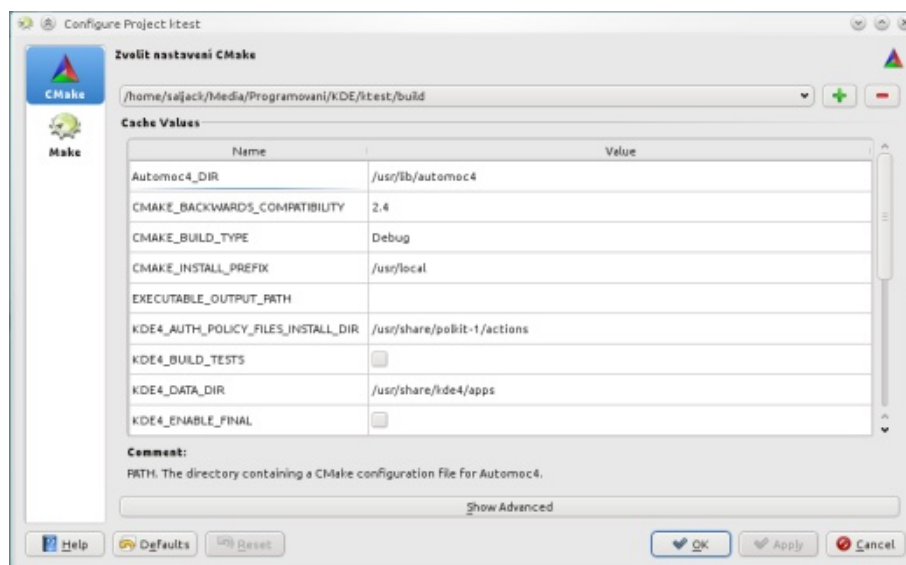 Configure Project ktest
Zvolit nastavení CMake
CMake
/home/saljack/Media/Programovani/KDE/ktest/build
Make
Cache Values
Name Value
Automoc4_DIR /usr/lib/automoc4
CMAKE_BACKWARDS_COMPATIBILITY 2.4
CMAKE_BUILD_TYPE Debug
CMAKE_INSTALL_PREFIX /usr/local
EXECUTABLE_OUTPUT_PATH
KDE4_AUTH_POLICY_FILES_INSTALL_DIR /usr/share/polkit-1/actions
KDE4_BUILD_TESTS
KDE4_DATA_DIR /usr/share/kde4/apps
KDE4_ENABLE_FINAL
Comment:
PATH. The directory containing a CMake configuration file for Automoc4.
Show Advanced
Help Defaults Reset OK Apply Cancel